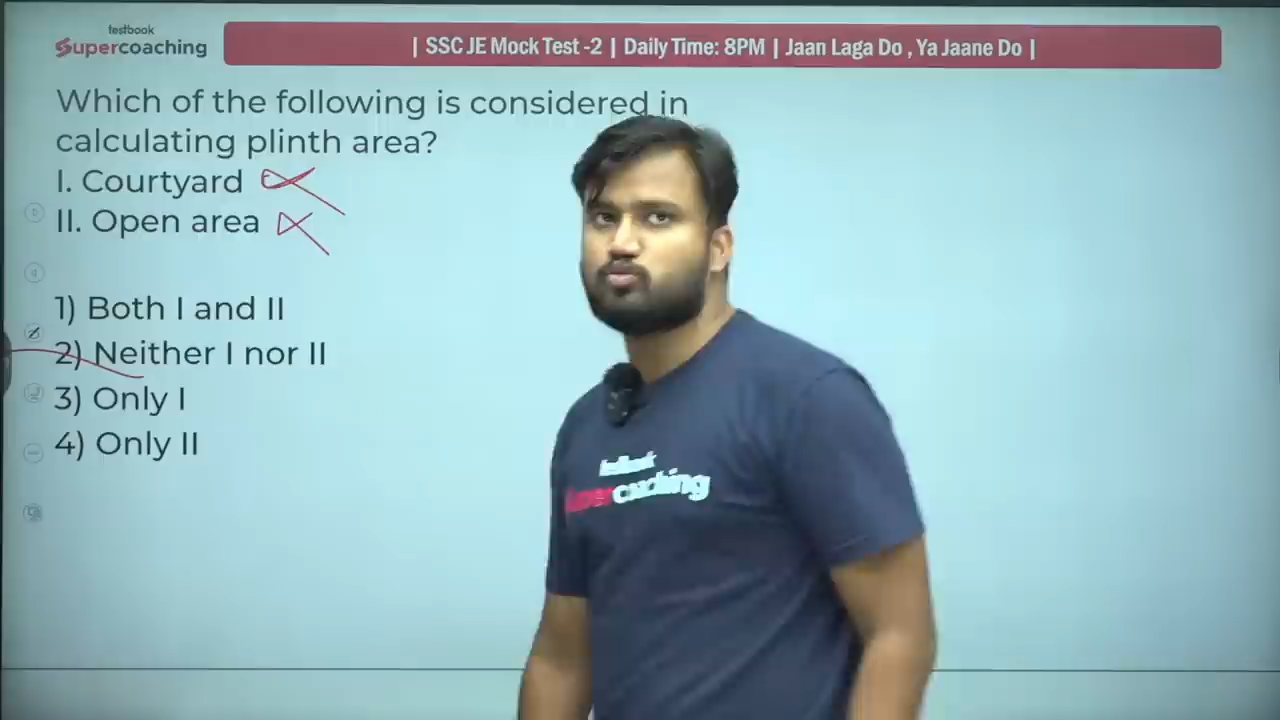 testbook
Supercoaching
| SSC JE Mock Test -2 | Daily Time: 8PM | Jaan Laga Do , Ya Jaane Do |
Which of the following is considered in
calculating plinth area?
I. Courtyard
II. Open area
1) Both I and II
2) Neither I nor II
3) Only I
4) Only II
testbook
Supercoaching